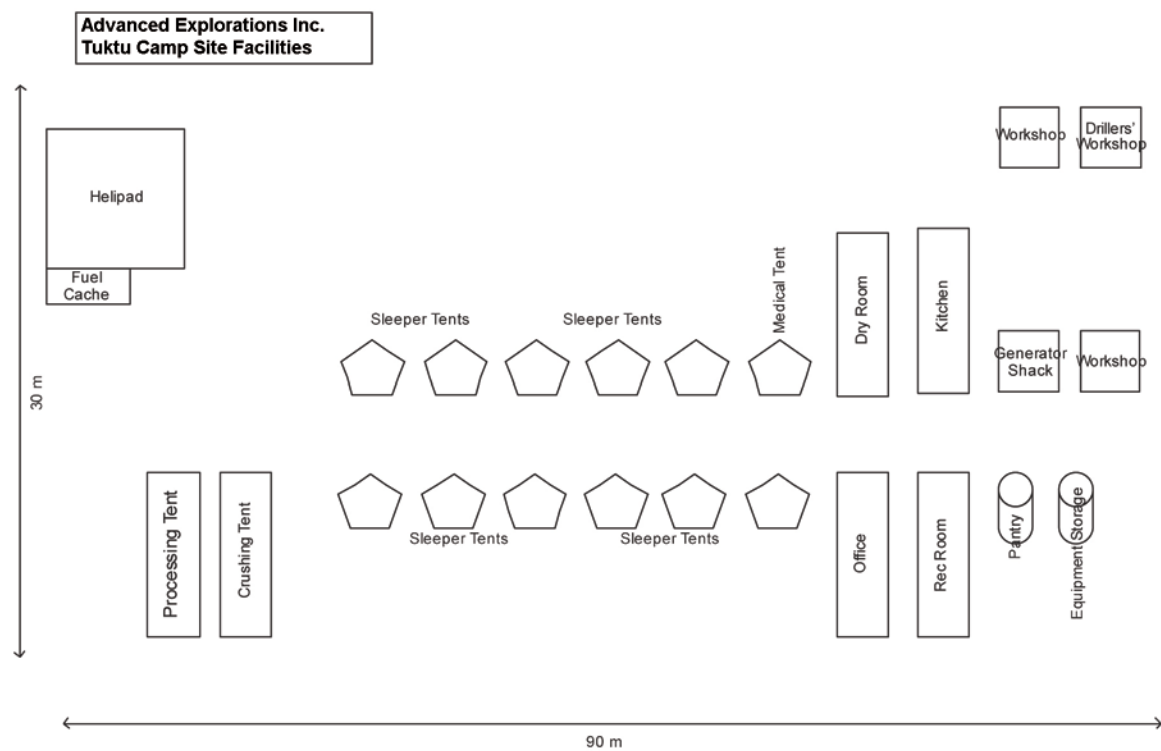 Advanced Explorations Inc.
Tuktu Camp Site Facilities
Workshop
Drillers'
Workshop
Helipad
Fuel
Cache
Sleeper Tents
Sleeper Tents
Medical Tent
Dry Room
Kitchen
Generator
Shack
Workshop
30 m
Processing Tent
Crushing Tent
Sleeper Tents
Sleeper Tents
Office
Rec Room
Pantry
Equipment Storage
90 m